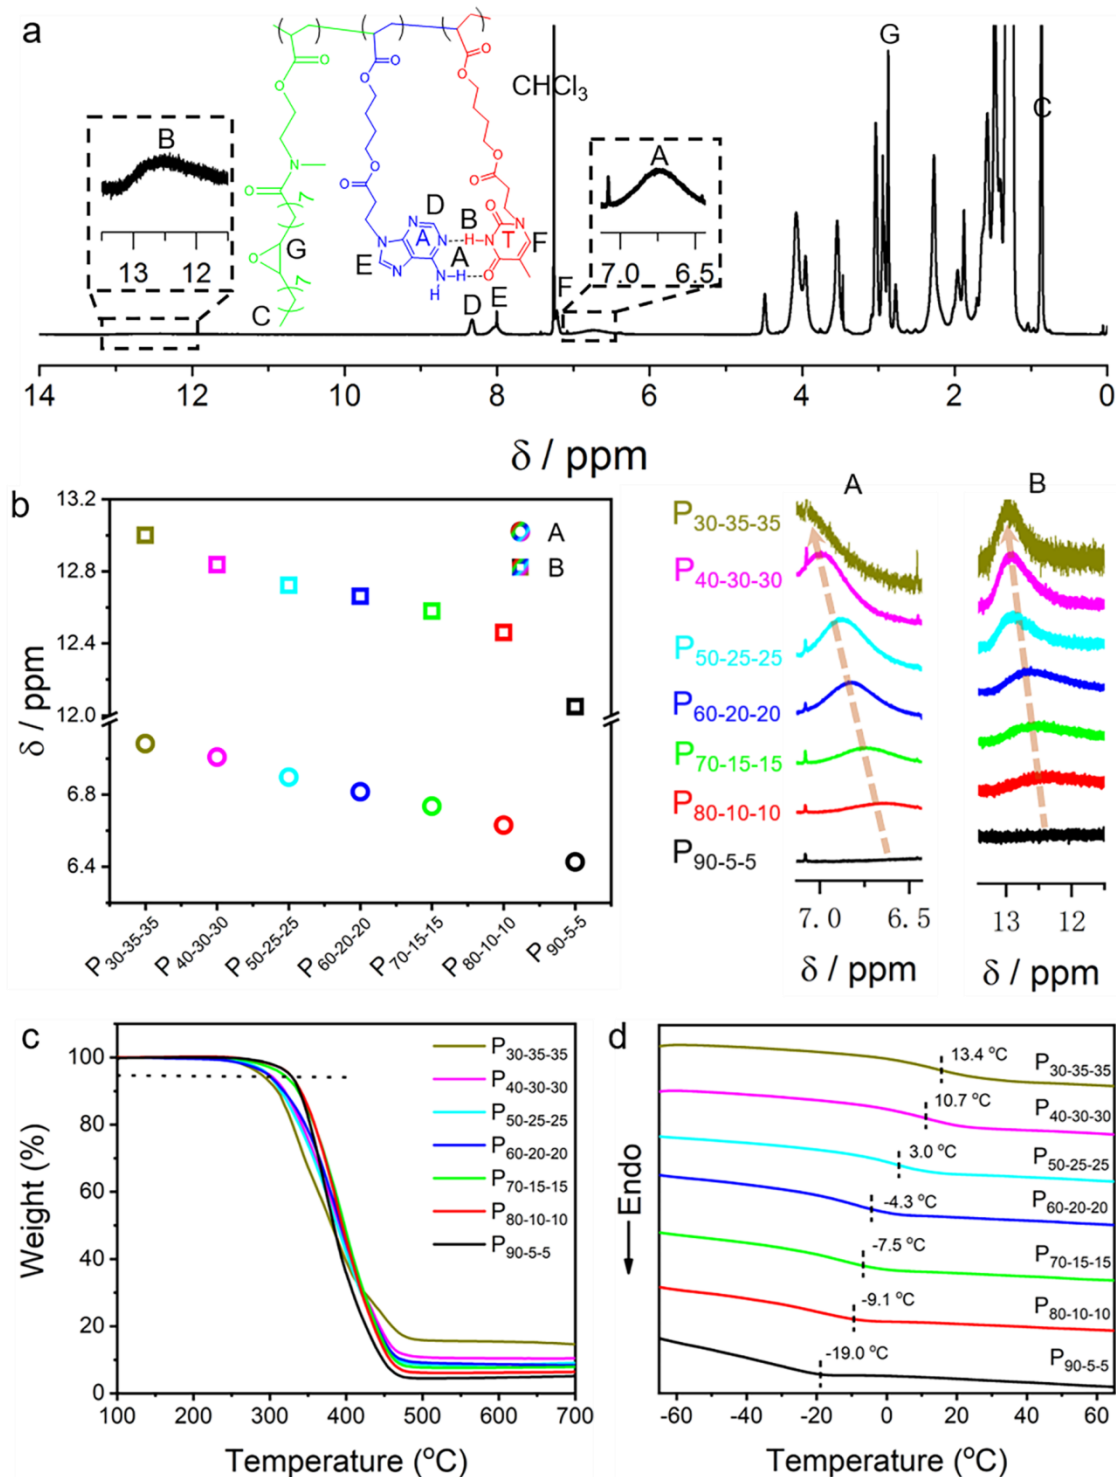 a
G
CHCl₃
C
O
O
O
O
O
O
B
A
N
O
O
O
O
O
7
D
B
O
N
N
N
A
N
H
N
T
F
G
O
E
N
N
A
N
H
O
H
7
13 12
7.0 6.5
C
D
E
F
14 12 10 8 6 4 2 0
δ / ppm
b
13.2
12.8
12.4
12.0
6.8
6.4
δ / ppm
A
B
P₃₀₋₃₅₋₃₅
P₄₀₋₃₀₋₃₀
P₅₀₋₂₅₋₂₅
P₆₀₋₂₀₋₂₀
P₇₀₋₁₅₋₁₅
P₈₀₋₁₀₋₁₀
P₉₀₋₅₋₅
A
B
P₃₀₋₃₅₋₃₅
P₄₀₋₃₀₋₃₀
P₅₀₋₂₅₋₂₅
P₆₀₋₂₀₋₂₀
P₇₀₋₁₅₋₁₅
P₈₀₋₁₀₋₁₀
P₉₀₋₅₋₅
7.0 6.5
δ / ppm
13 12
δ / ppm
c
100
80
60
40
20
0
Weight (%)
P₃₀₋₃₅₋₃₅
P₄₀₋₃₀₋₃₀
P₅₀₋₂₅₋₂₅
P₆₀₋₂₀₋₂₀
P₇₀₋₁₅₋₁₅
P₈₀₋₁₀₋₁₀
P₉₀₋₅₋₅
100 200 300 400 500 600 700
Temperature (°C)
d
Endo
13.4 °C
P₃₀₋₃₅₋₃₅
10.7 °C
P₄₀₋₃₀₋₃₀
3.0 °C
P₅₀₋₂₅₋₂₅
-4.3 °C
P₆₀₋₂₀₋₂₀
-7.5 °C
P₇₀₋₁₅₋₁₅
-9.1 °C
P₈₀₋₁₀₋₁₀
-19.0 °C
P₉₀₋₅₋₅
-60 -40 -20 0 20 40 60
Temperature (°C)